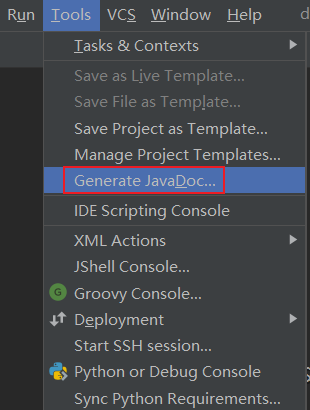 Run Tools VCS Window Help d
Tasks & Contexts
Save as Live Template...
Save File as Template...
Save Project as Template...
Manage Project Templates...
Generate JavaDoc...
IDE Scripting Console
XML Actions
JShell Console...
G Groovy Console...
Deployment
Start SSH session...
Python or Debug Console
Sync Python Requirements...